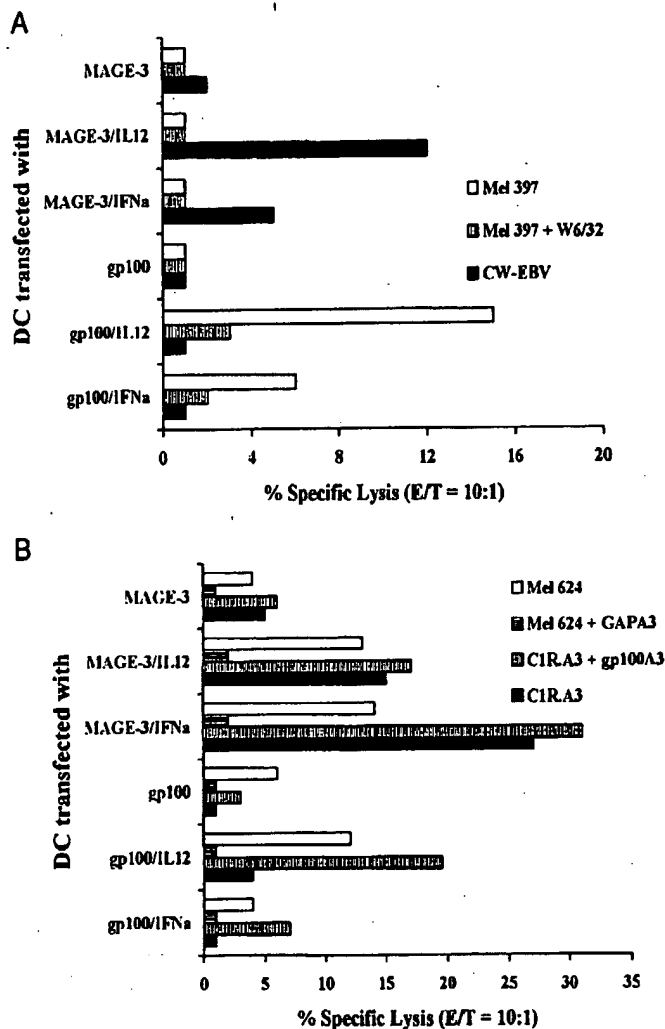 A
DC transfected with
MAGE-3
MAGE-3/IL12
MAGE-3/IFNa
gp100
gp100/IL12
gp100/IFNa
Mel 397
Mel 397 + W6/32
CW-EBV
0 4 8 12 16 20
% Specific Lysis (E/T = 10:1)
B
DC transfected with
MAGE-3
MAGE-3/IL12
MAGE-3/IFNa
gp100
gp100/IL12
gp100/IFNa
Mel 624
Mel 624 + GAPA3
C1R.A3 + gp100A3
C1R.A3
0 5 10 15 20 25 30 35
% Specific Lysis (E/T = 10:1)